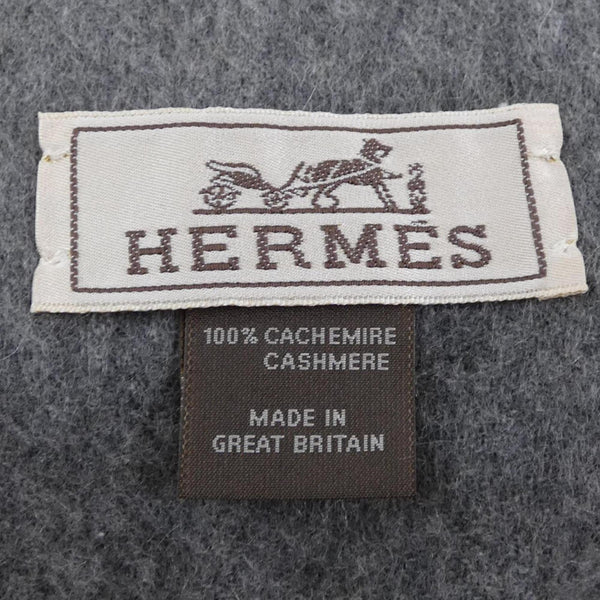 HERMÈS
100% CACHEMIRE
CASHMERE
MADE IN
GREAT BRITAIN